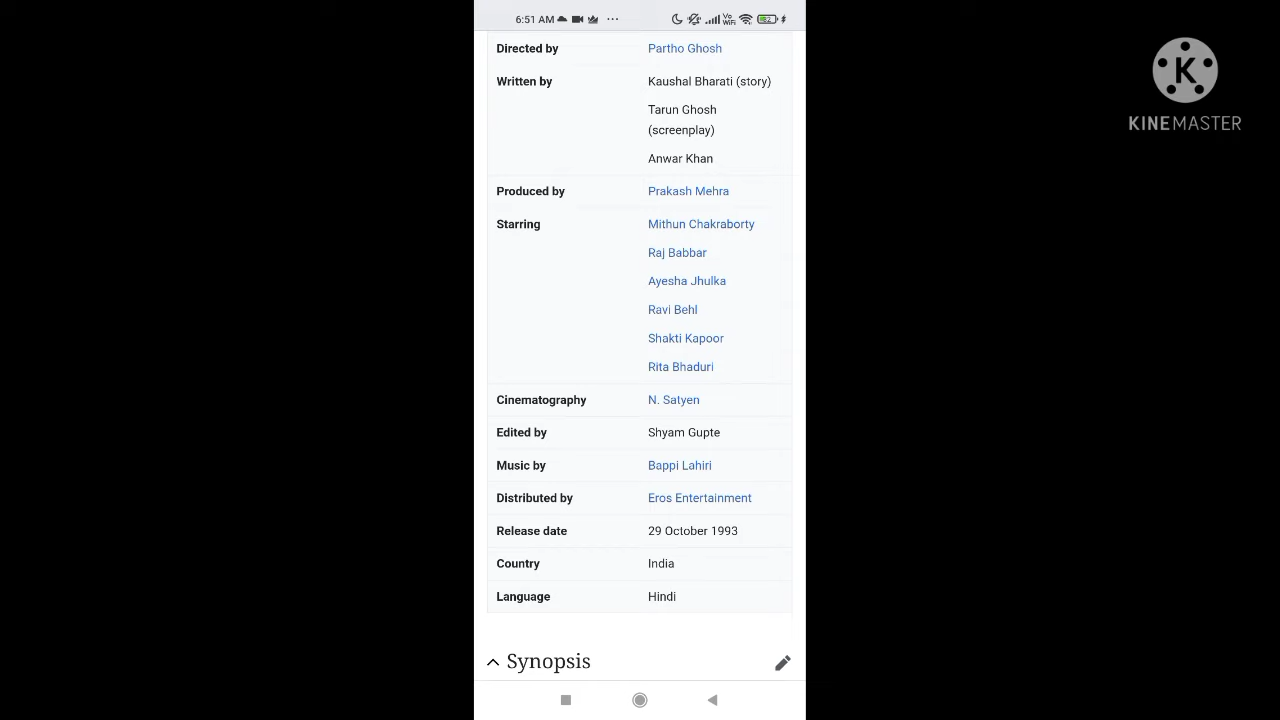 6:51 AM
Directed by Partho Ghosh
Written by Kaushal Bharati (story)
Tarun Ghosh
(screenplay)
Anwar Khan
Produced by Prakash Mehra
Starring Mithun Chakraborty
Raj Babbar
Ayesha Jhulka
Ravi Behl
Shakti Kapoor
Rita Bhaduri
Cinematography N. Satyen
Edited by Shyam Gupte
Music by Bappi Lahiri
Distributed by Eros Entertainment
Release date 29 October 1993
Country India
Language Hindi
Synopsis
K
KINEMASTER